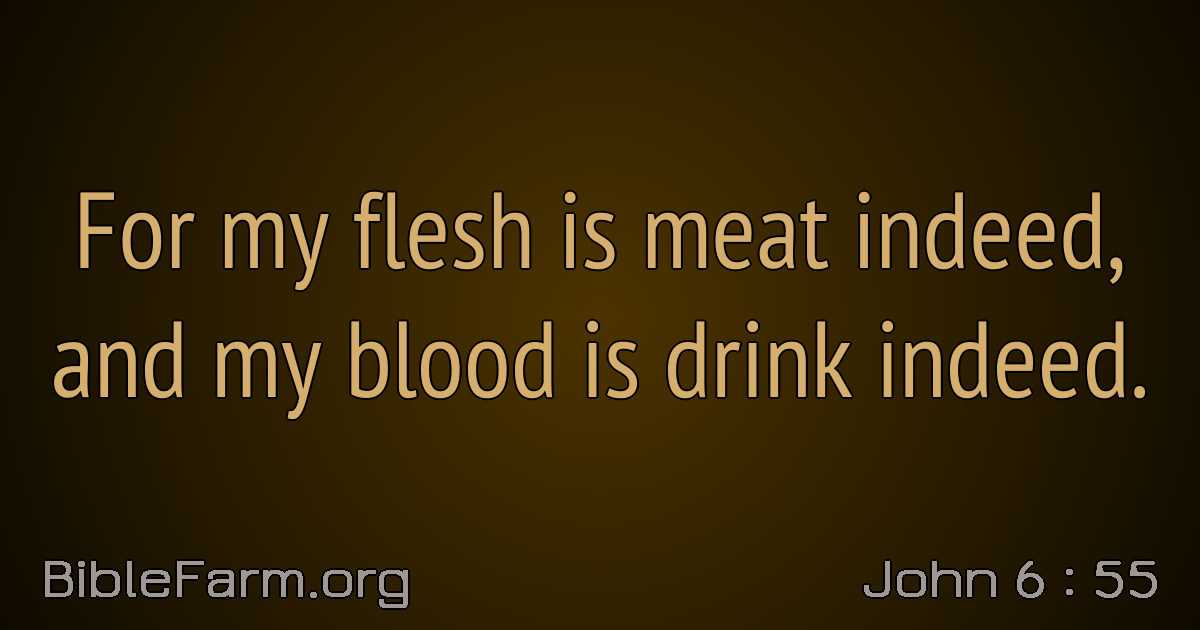 For my flesh is meat indeed,
and my blood is drink indeed.
BibleFarm.org
John 6 : 55